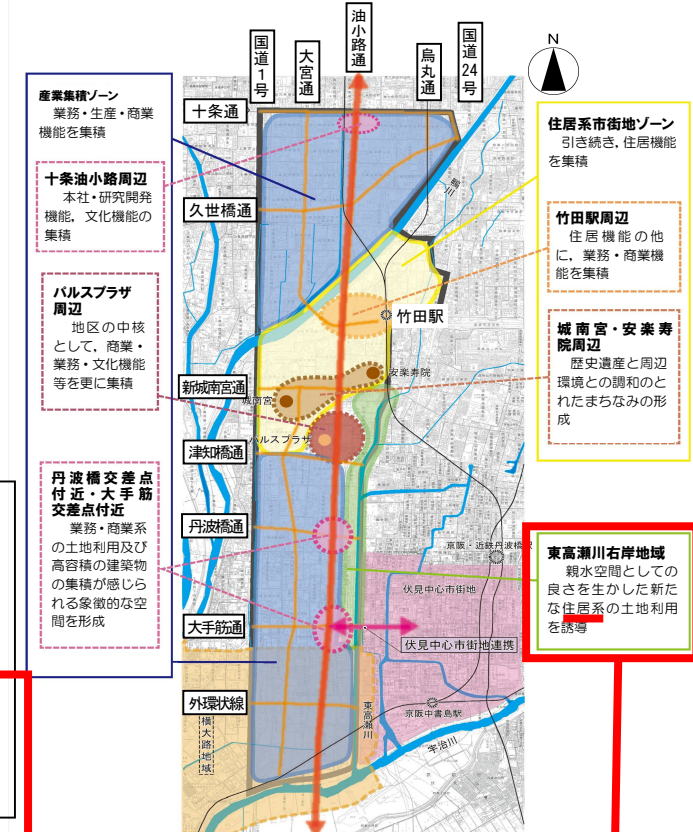 国道1号
大宮通
油小路通
烏丸通
国道24号
N
産業集積ゾーン
業務・生産・商業
機能を集積
十条油小路周辺
本社・研究開発
機能，文化機能の
集積
パルスプラザ
周辺
地区の中核
として，商業・
業務・文化機能
等を更に集積
丹波橋交差点
付近・大手筋
交差点付近
業務・商業系
の土地利用及び
高容積の建築物
の集積が感じら
れる象徴的な空
間を形成
十条通
久世橋通
新城南宮通
津知橋通
丹波橋通
大手筋通
外環状線
横大路地域
鴨川
竹田駅
安楽寿院
城南宮
パルスプラザ
京阪・近鉄丹波橋駅
伏見中心市街地
伏見中心市街地連携
京阪中書島駅
東高瀬川
宇治川
住居系市街地ゾーン
引き続き，住居機能
を集積
竹田駅周辺
住居機能の他
に，業務・商業機
能を集積
城南宮・安楽寿
院周辺
歴史遺産と周辺
環境との調和のと
れたまちなみの形
成
東高瀬川右岸地域
親水空間としての
良さを生かした新た
な住居系の土地利用
を誘導